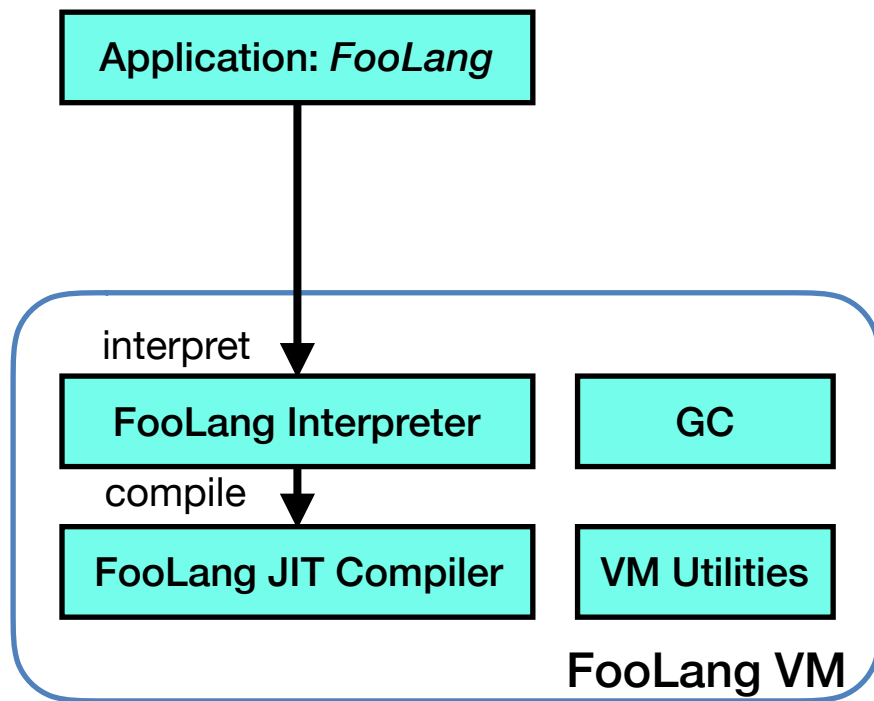 Application: FooLang
interpret
FooLang Interpreter
GC
compile
FooLang JIT Compiler
VM Utilities
FooLang VM